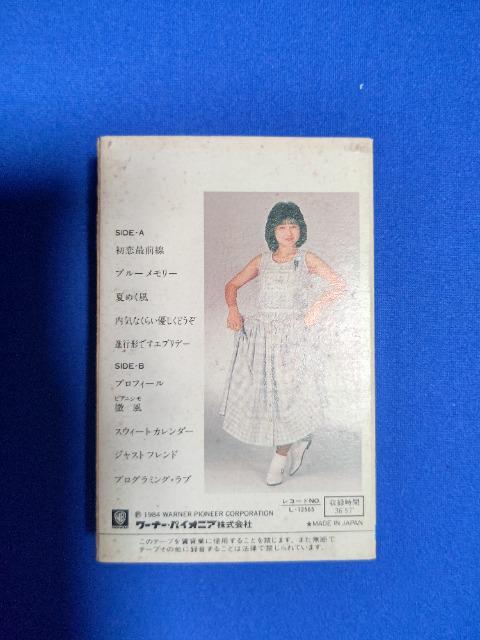 SIDE-A
初恋最前線
ブルーメモリー
夏めく風
内気なくらい優しくどうぞ
進行形ですエブリデー
SIDE-B
プロフィール
ピアニシモ
微風
スウィートカレンダー
ジャストフレンド
プログラミング・ラブ
レコードNO.
L-12565
収録時間
36'57"
Ⓟ 1984 WARNER PIONEER CORPORATION
ワーナー・パイオニア株式会社
★MADE IN JAPAN
このテープを賃貸業に使用することを禁じます。また無断で
テープその他に録音することは法律で禁じられています。